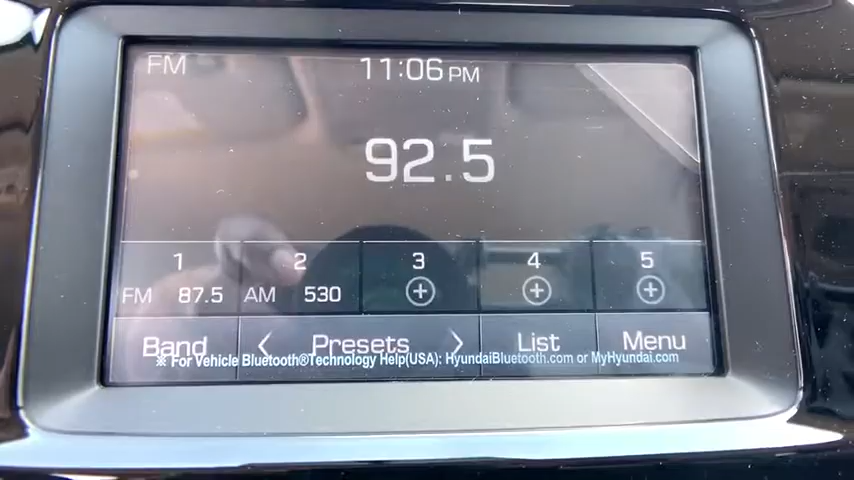 FM 11:06 PM
92.5
1 2 3 4 5
FM 87.5 AM 530
Band < Presets > List Menu
※ For Vehicle Bluetooth®Technology Help(USA): HyundaiBluetooth.com or MyHyundai.com